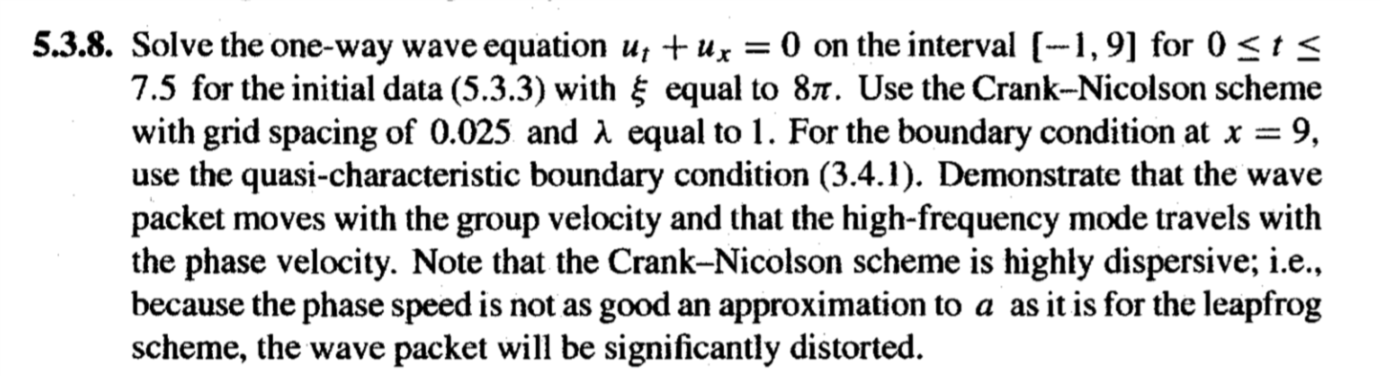 5.3.8. Solve the one-way wave equation u_t + u_x = 0 on the interval [−1, 9] for 0 ≤ t ≤
7.5 for the initial data (5.3.3) with ξ equal to 8π. Use the Crank–Nicolson scheme
with grid spacing of 0.025 and λ equal to 1. For the boundary condition at x = 9,
use the quasi-characteristic boundary condition (3.4.1). Demonstrate that the wave
packet moves with the group velocity and that the high-frequency mode travels with
the phase velocity. Note that the Crank–Nicolson scheme is highly dispersive; i.e.,
because the phase speed is not as good an approximation to a as it is for the leapfrog
scheme, the wave packet will be significantly distorted.